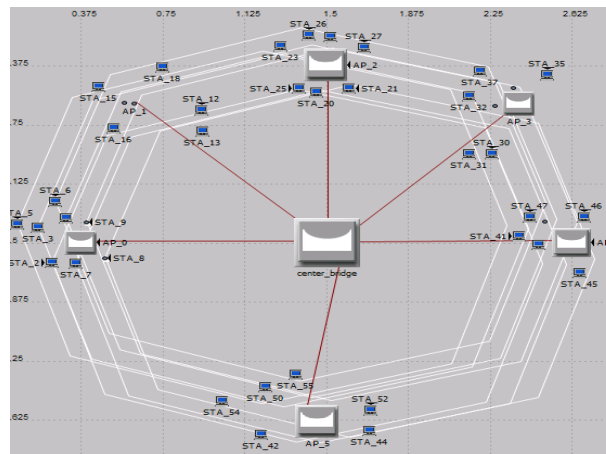 0.375 0.75 1.125 1.5 1.875 2.25 2.625
STA_26
STA_27
STA_23
.375
AP_2
STA_35
STA_18
STA_37
STA_15
STA_25
STA_20
STA_21
STA_12
STA_32
AP_1
AP_3
.75
STA_16
STA_13
STA_30
STA_31
.125
STA_6
STA_5
STA_9
STA_47
STA_46
STA_3
STA_41
.5
AP_0
STA_2
STA_8
STA_7
center_bridge
STA_45
.875
.25
STA_55
STA_50
STA_52
STA_54
.625
STA_42
AP_5
STA_44